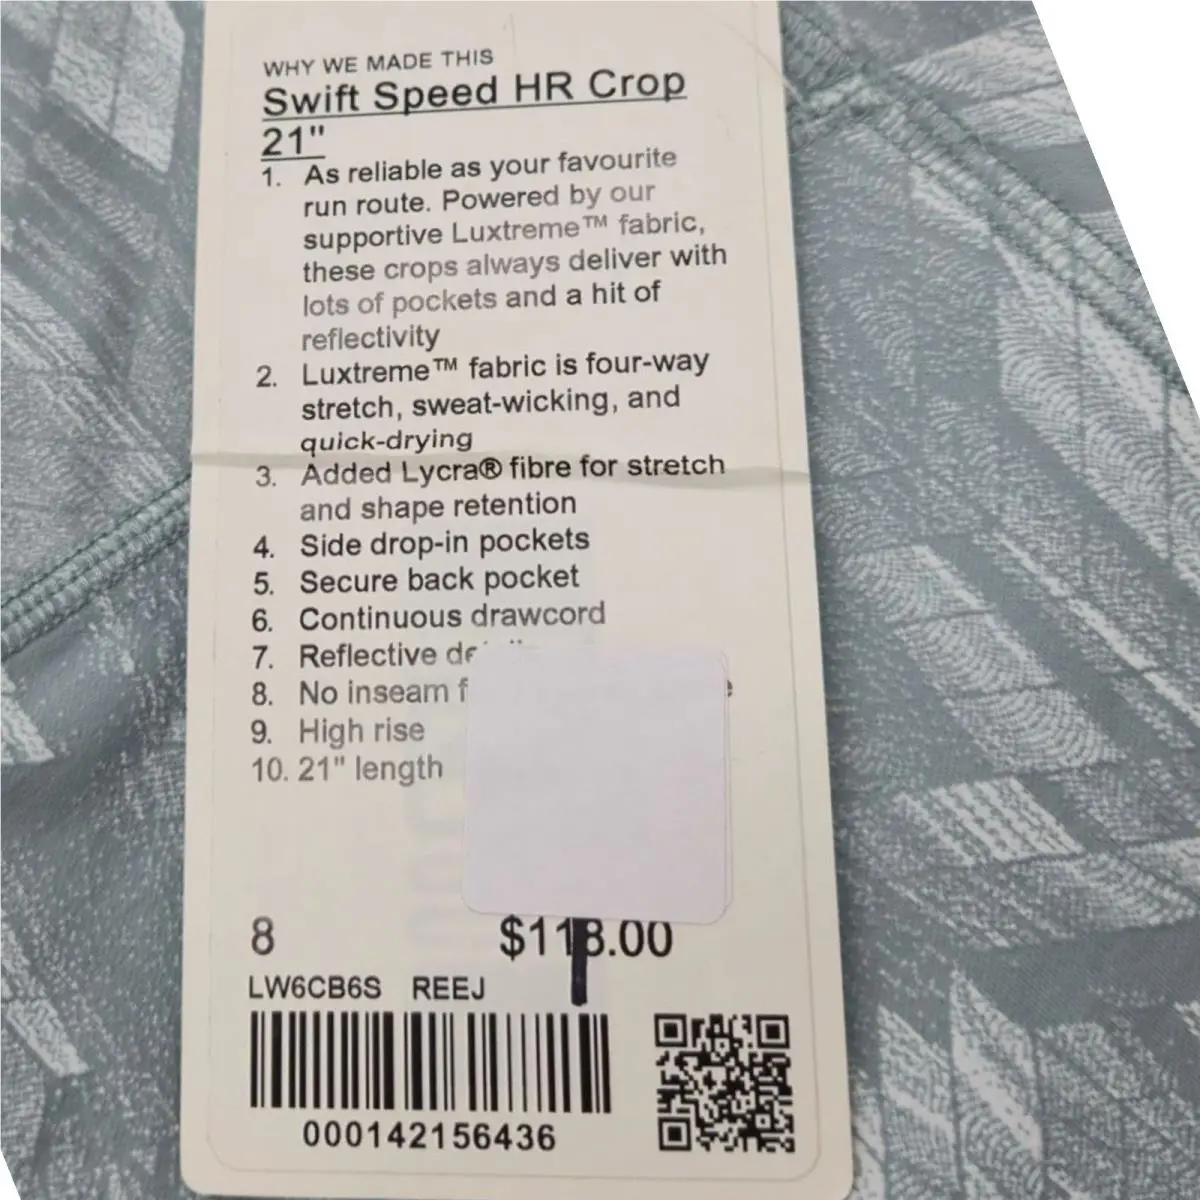 WHY WE MADE THIS
Swift Speed HR Crop
21"
1. As reliable as your favourite
run route. Powered by our
supportive Luxtreme™ fabric,
these crops always deliver with
lots of pockets and a hit of
reflectivity
2. Luxtreme™ fabric is four-way
stretch, sweat-wicking, and
quick-drying
3. Added Lycra® fibre for stretch
and shape retention
4. Side drop-in pockets
5. Secure back pocket
6. Continuous drawcord
7. Reflective
8. No inseam
9. High rise
10. 21" length
8 $118.00
LW6CB6S REEJ
000142156436